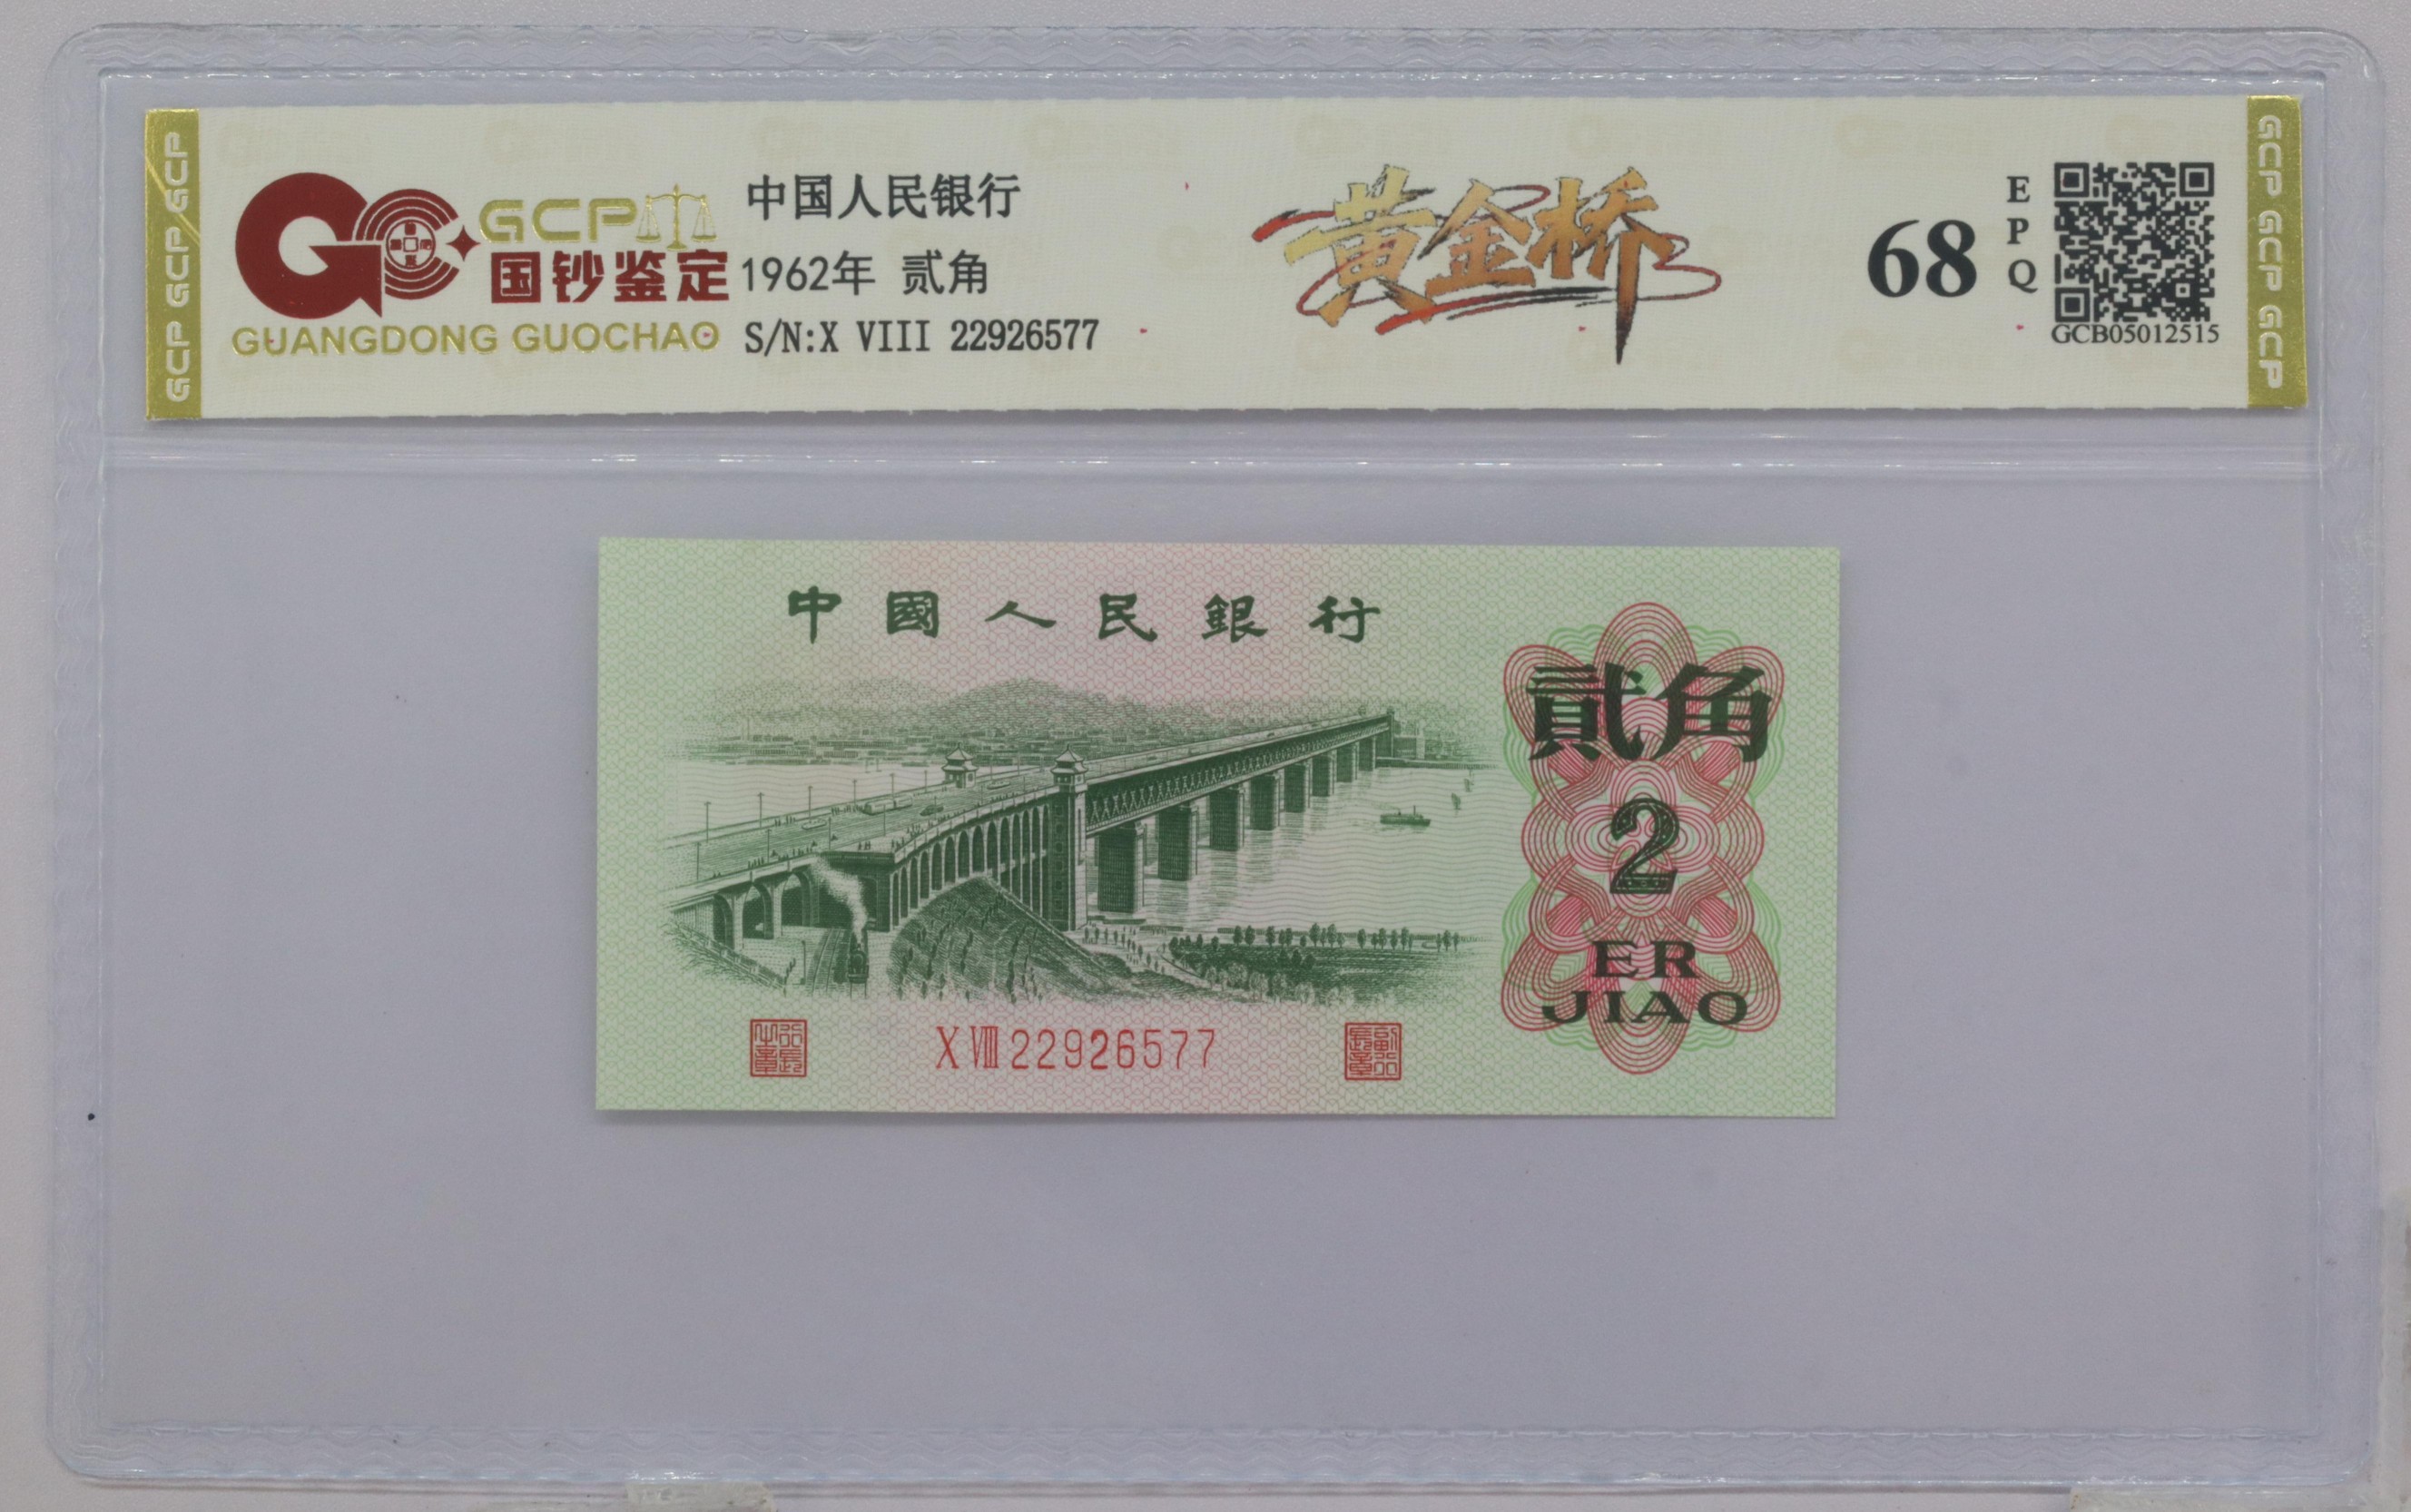 GCP GCP GCP
GCP
国钞鉴定
GUANGDONG GUOCHAO
中国人民银行
1962年 贰角
S/N:X VIII 22926577
黄金桥
68
EPQ
GCB05012515
GCP GCP GCP
中國人民銀行
貳角
2
ER
JIAO
X VIII 22926577